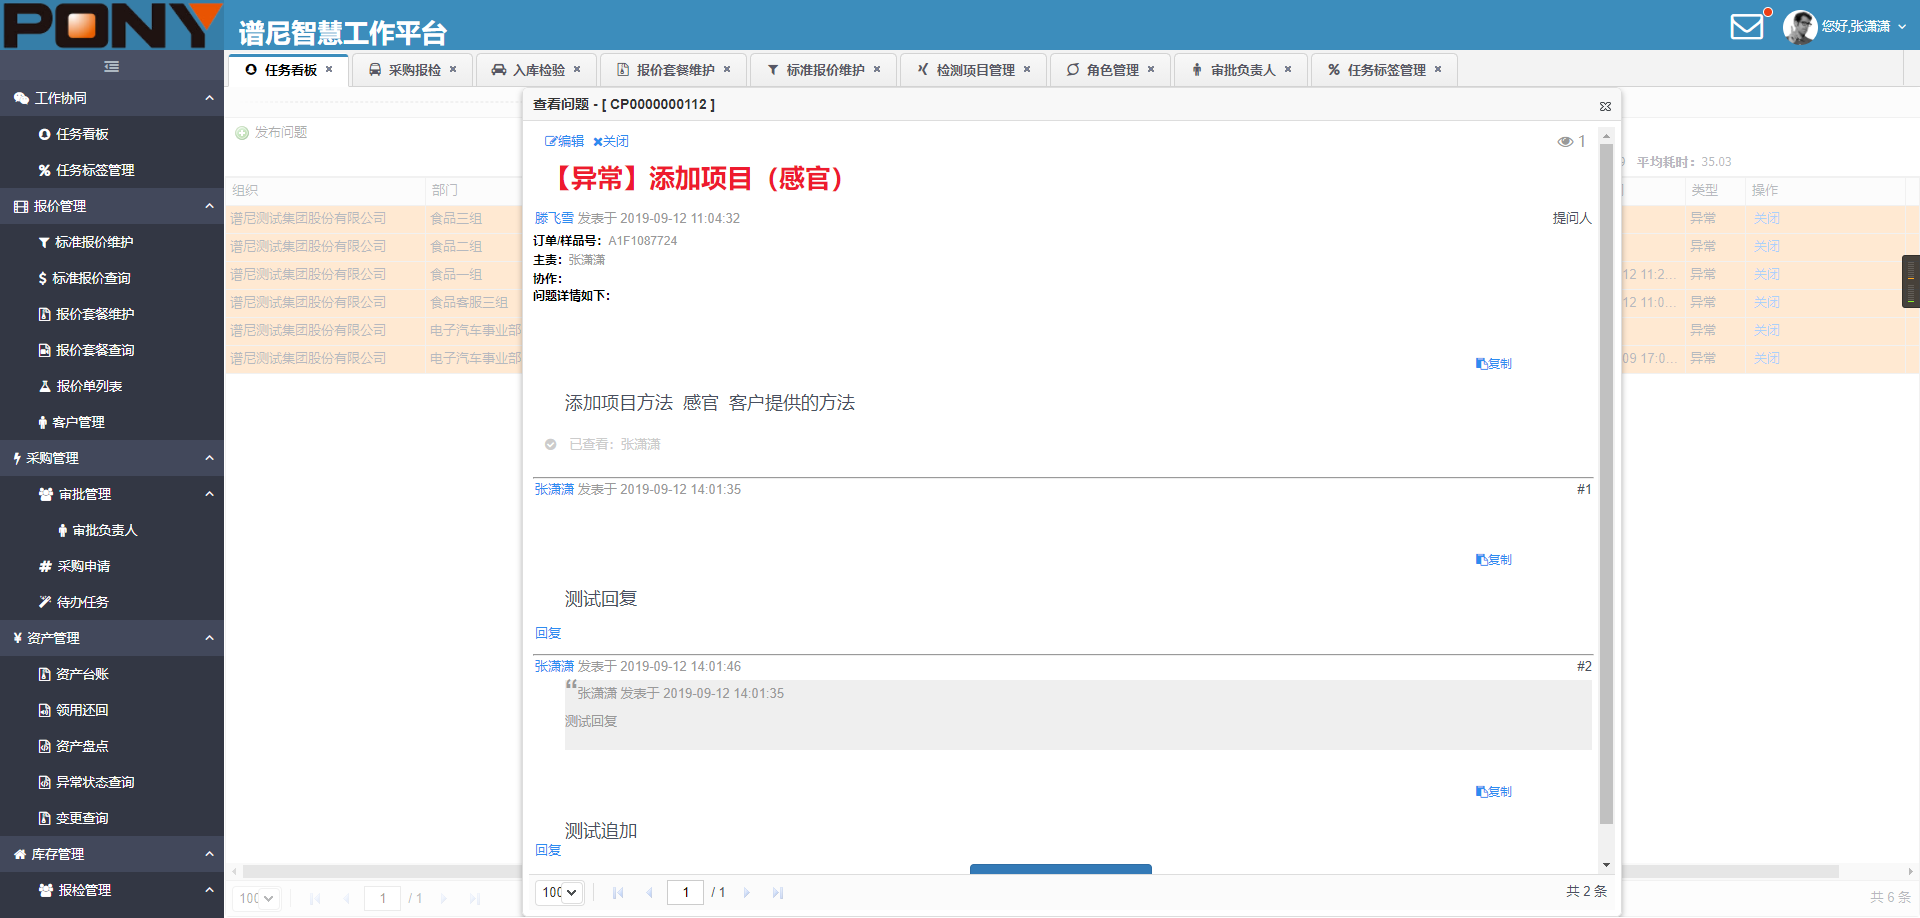 PONY
谱尼智慧工作平台
您好,张潇潇
任务看板
采购报检
入库检验
报价套餐维护
标准报价维护
检测项目管理
角色管理
审批负责人
任务标签管理
工作协同
任务看板
任务标签管理
报价管理
标准报价维护
标准报价查询
报价套餐维护
报价套餐查询
报价单列表
客户管理
采购管理
审批管理
审批负责人
采购申请
待办任务
资产管理
资产台账
领用还回
资产盘点
异常状态查询
变更查询
库存管理
报检管理
发布问题
平均耗时：35.03
组织 部门 类型 操作
谱尼测试集团股份有限公司 食品三组 异常 关闭
谱尼测试集团股份有限公司 食品二组 异常 关闭
谱尼测试集团股份有限公司 食品一组 12 11:2... 异常 关闭
谱尼测试集团股份有限公司 食品客服三组 12 11:0... 异常 关闭
谱尼测试集团股份有限公司 电子汽车事业部 异常 关闭
谱尼测试集团股份有限公司 电子汽车事业部 09 17:0... 异常 关闭
查看问题 - [ CP0000000112 ]
编辑 关闭 1
【异常】添加项目（感官）
滕飞雪 发表于 2019-09-12 11:04:32 提问人
订单/样品号：A1F1087724
主责：张潇潇
协作：
问题详情如下：
复制
添加项目方法 感官 客户提供的方法
已查看：张潇潇
张潇潇 发表于 2019-09-12 14:01:35 #1
复制
测试回复
回复
张潇潇 发表于 2019-09-12 14:01:46 #2
“张潇潇 发表于 2019-09-12 14:01:35
测试回复
复制
测试追加
回复
100 1 / 1 共 2 条
100 1 / 1 共 6 条